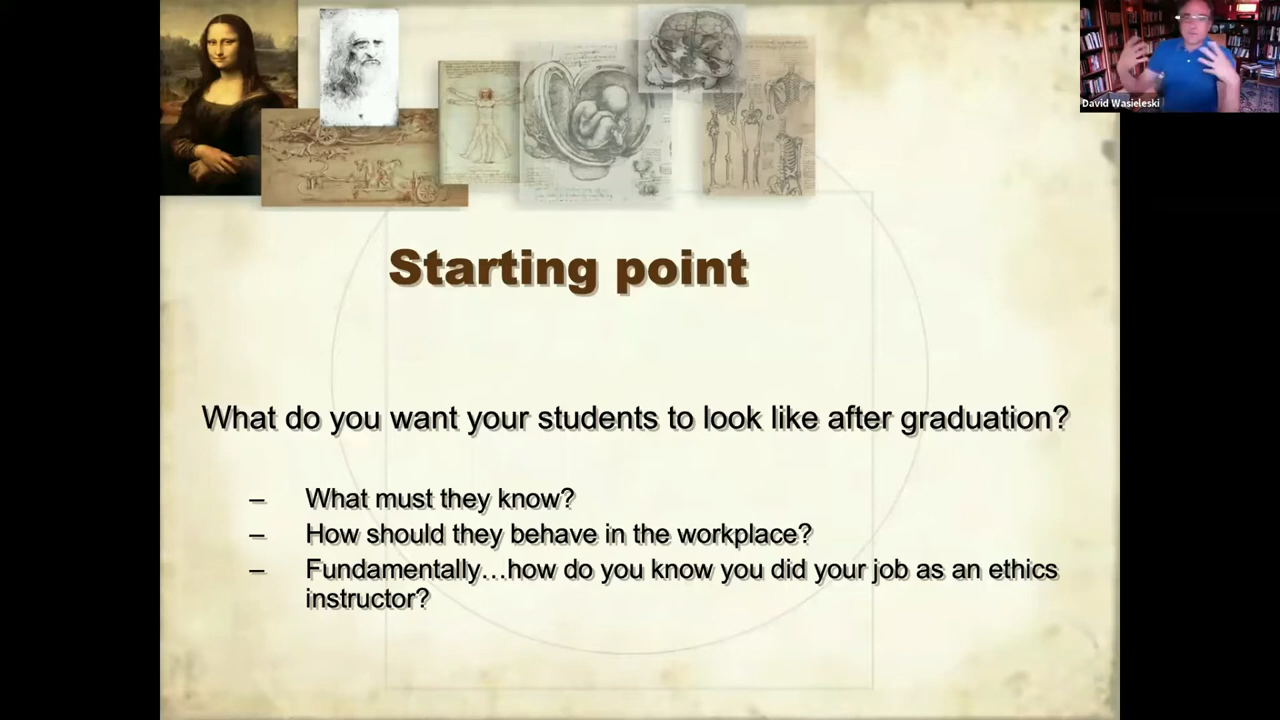 David Wasieleski
Starting point
What do you want your students to look like after graduation?
– What must they know?
– How should they behave in the workplace?
– Fundamentally…how do you know you did your job as an ethics
instructor?